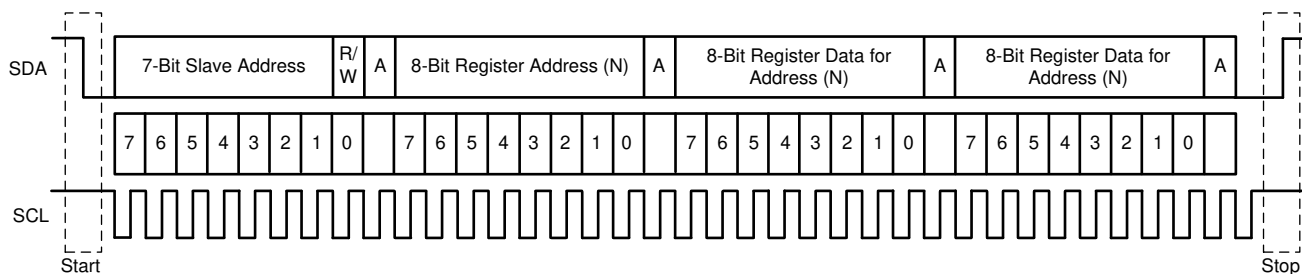 SDA
7-Bit Slave Address
R/
W
A
8-Bit Register Address (N)
A
8-Bit Register Data for
Address (N)
A
8-Bit Register Data for
Address (N)
A
7 6 5 4 3 2 1 0 7 6 5 4 3 2 1 0 7 6 5 4 3 2 1 0 7 6 5 4 3 2 1 0
SCL
Start
Stop